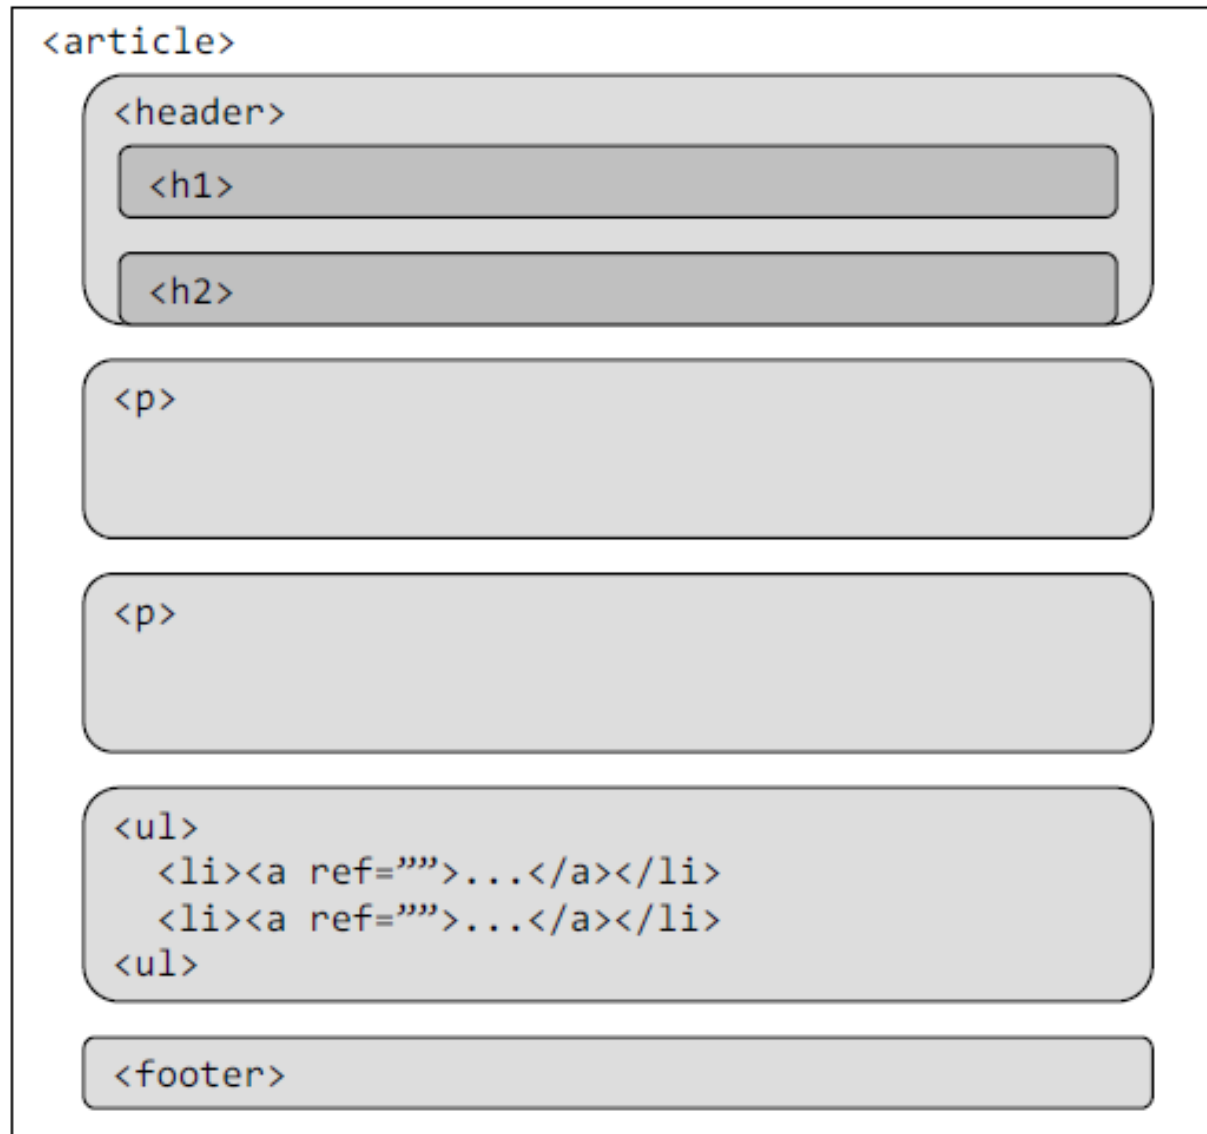 <article>
<header>
<h1>
<h2>
<p>
<p>
<ul>
<li><a ref=””>...</a></li>
<li><a ref=””>...</a></li>
<ul>
<footer>